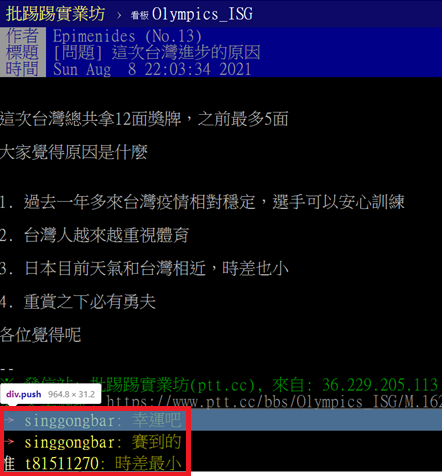 批踢踢實業坊 › 看板 Olympics_ISG
作者 Epimenides (No.13)
標題 [問題] 這次台灣進步的原因
時間 Sun Aug 8 22:03:34 2021
這次台灣總共拿12面獎牌，之前最多5面
大家覺得原因是什麼
1. 過去一年多來台灣疫情相對穩定，選手可以安心訓練
2. 台灣人越來越重視體育
3. 日本目前天氣和台灣相近，時差也小
4. 重賞之下必有勇夫
各位覺得呢
--
※ 發信站: 批踢踢實業坊(ptt.cc), 來自: 36.229.205.113
https://www.ptt.cc/bbs/Olympics_ISG/M.162
div.push 964.8 × 31.2
→ singgongbar: 幸運吧
→ singgongbar: 賽到的
推 t81511270: 時差最小